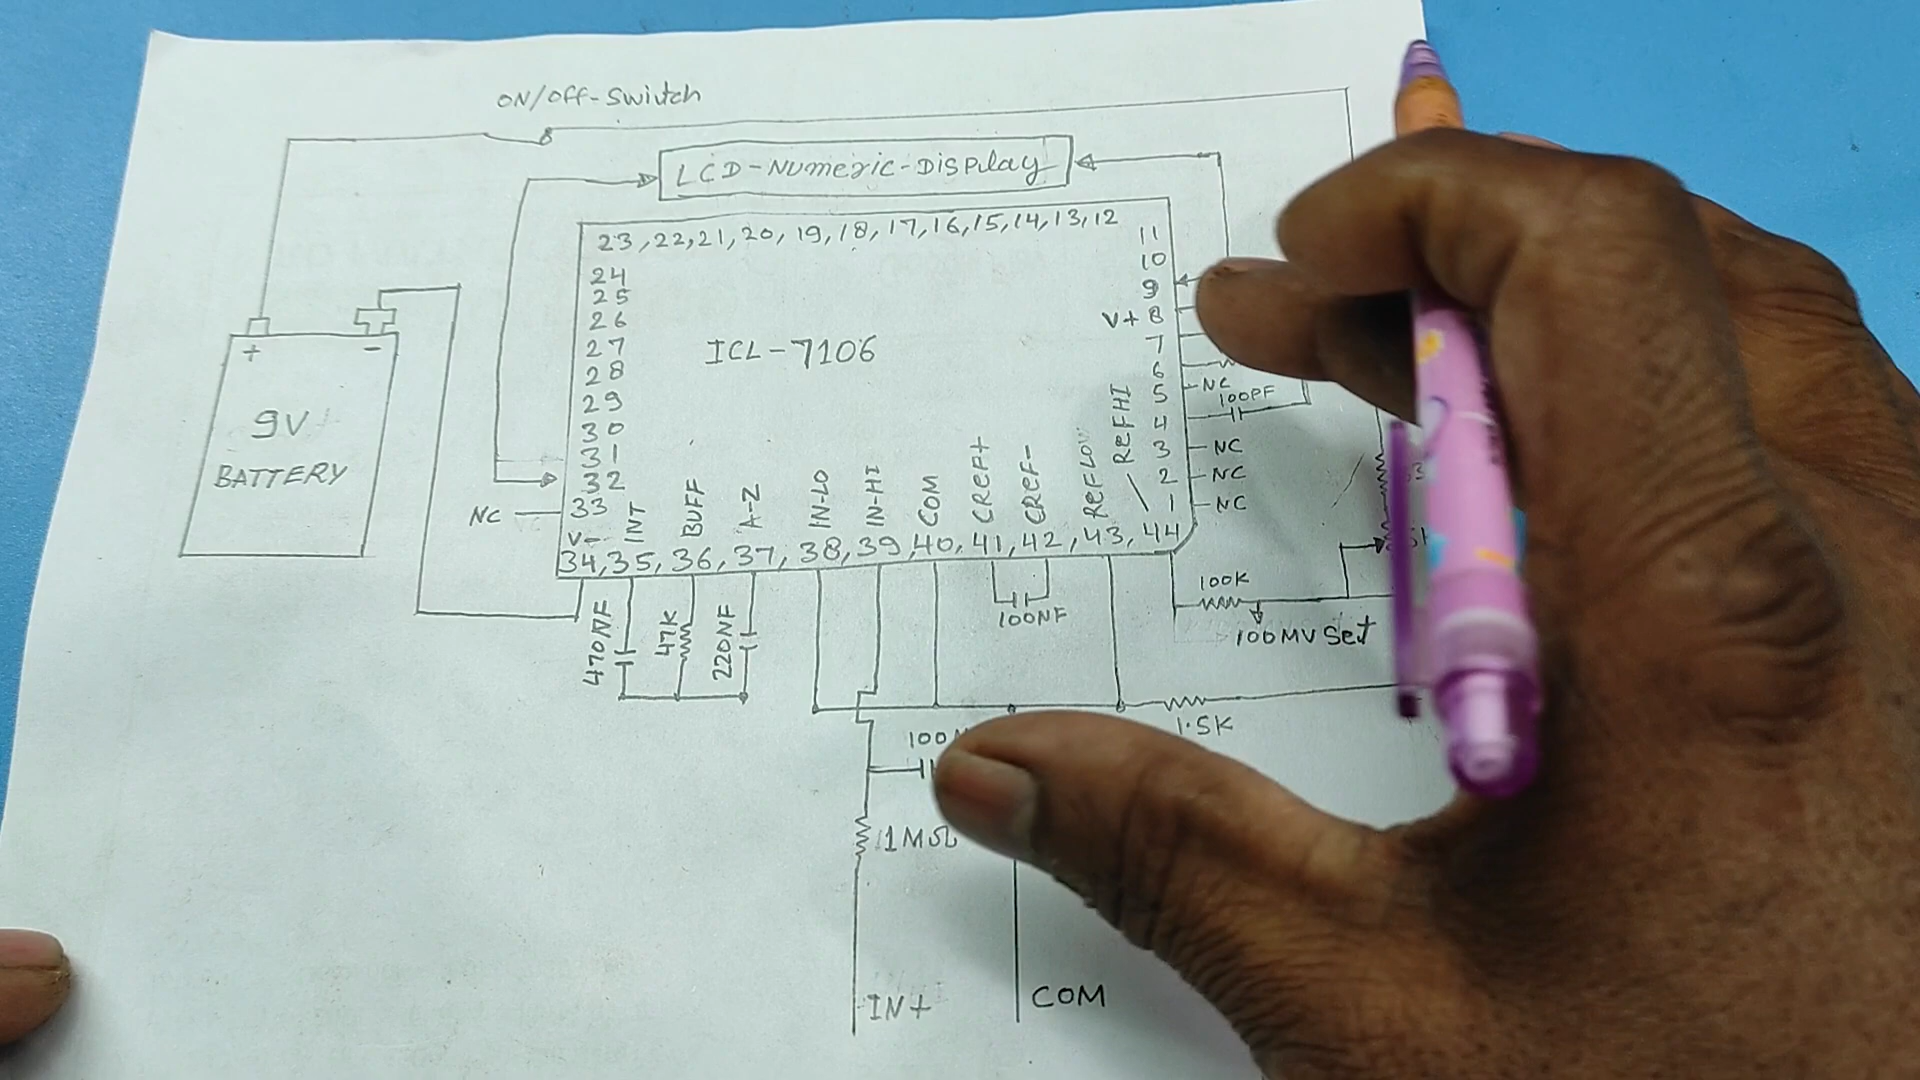 ON/OFF-Switch
LCD-Numeric-Display
23,22,21,20,19,18,17,16,15,14,13,12
11
10
9
V+ 8
7
6
5 NC
100PF
4
3 NC
2 NC
1 NC
24
25
26
27
28
29
30
31
32
NC 33
ICL-7106
+ -
9V
BATTERY
V-
INT
BUFF
A-Z
IN-LO
IN-HI
COM
CREF+
CREF-
REFLOW
REFHI
34,35,36,37,38,39,40,41,42,43,44
470NF
47K
220NF
100NF
100K
100MV Set
1.5K
1MΩ
IN+
COM